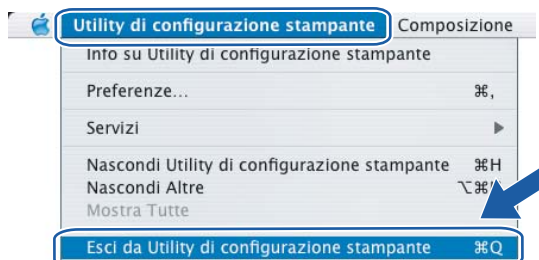 Utility di configurazione stampante Composizione
Info su Utility di configurazione stampante
Preferenze... ⌘,
Servizi
Nascondi Utility di configurazione stampante ⌘H
Nascondi Altre ⌥⌘
Mostra Tutte
Esci da Utility di configurazione stampante ⌘Q